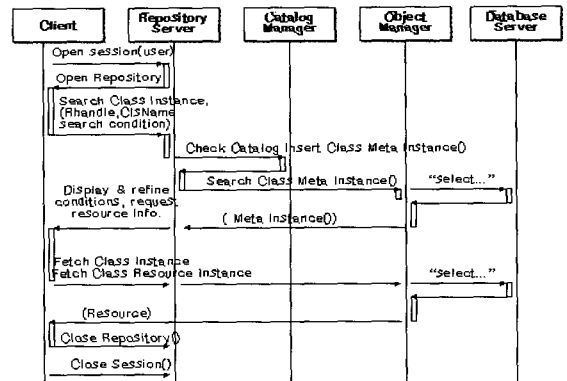 Client
Repository
Server
Catalog
Manager
Object
Manager
Database
Server
Open session(user)
Open Repository
Search Class Instance,
(Rhandle,ClsName
search condition)
Check Catalog Insert Class Meta Instance()
Search Class Meta Instance()
"Select..."
Display & refine
conditions, request
resource info.
( Meta Instance())
Fetch Class Instance
Fetch Class Resource Instance
"Select..."
(Resource)
Close Repository()
Close Session()